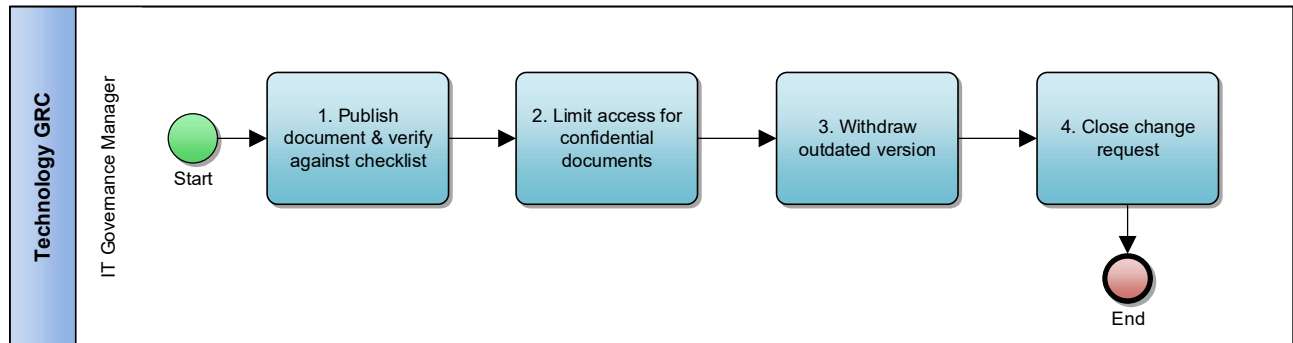 Technology GRC
IT Governance Manager
Start
1. Publish
document & verify
against checklist
2. Limit access for
confidential
documents
3. Withdraw
outdated version
4. Close change
request
End